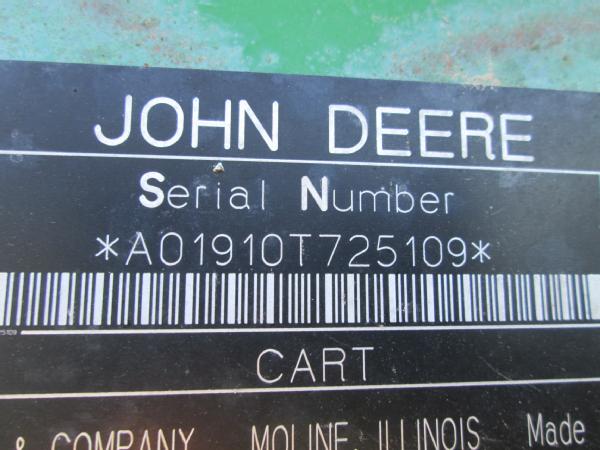 JOHN DEERE
Serial Number
*A01910T725109*
CART
& COMPANY MOLINE, ILLINOIS Made